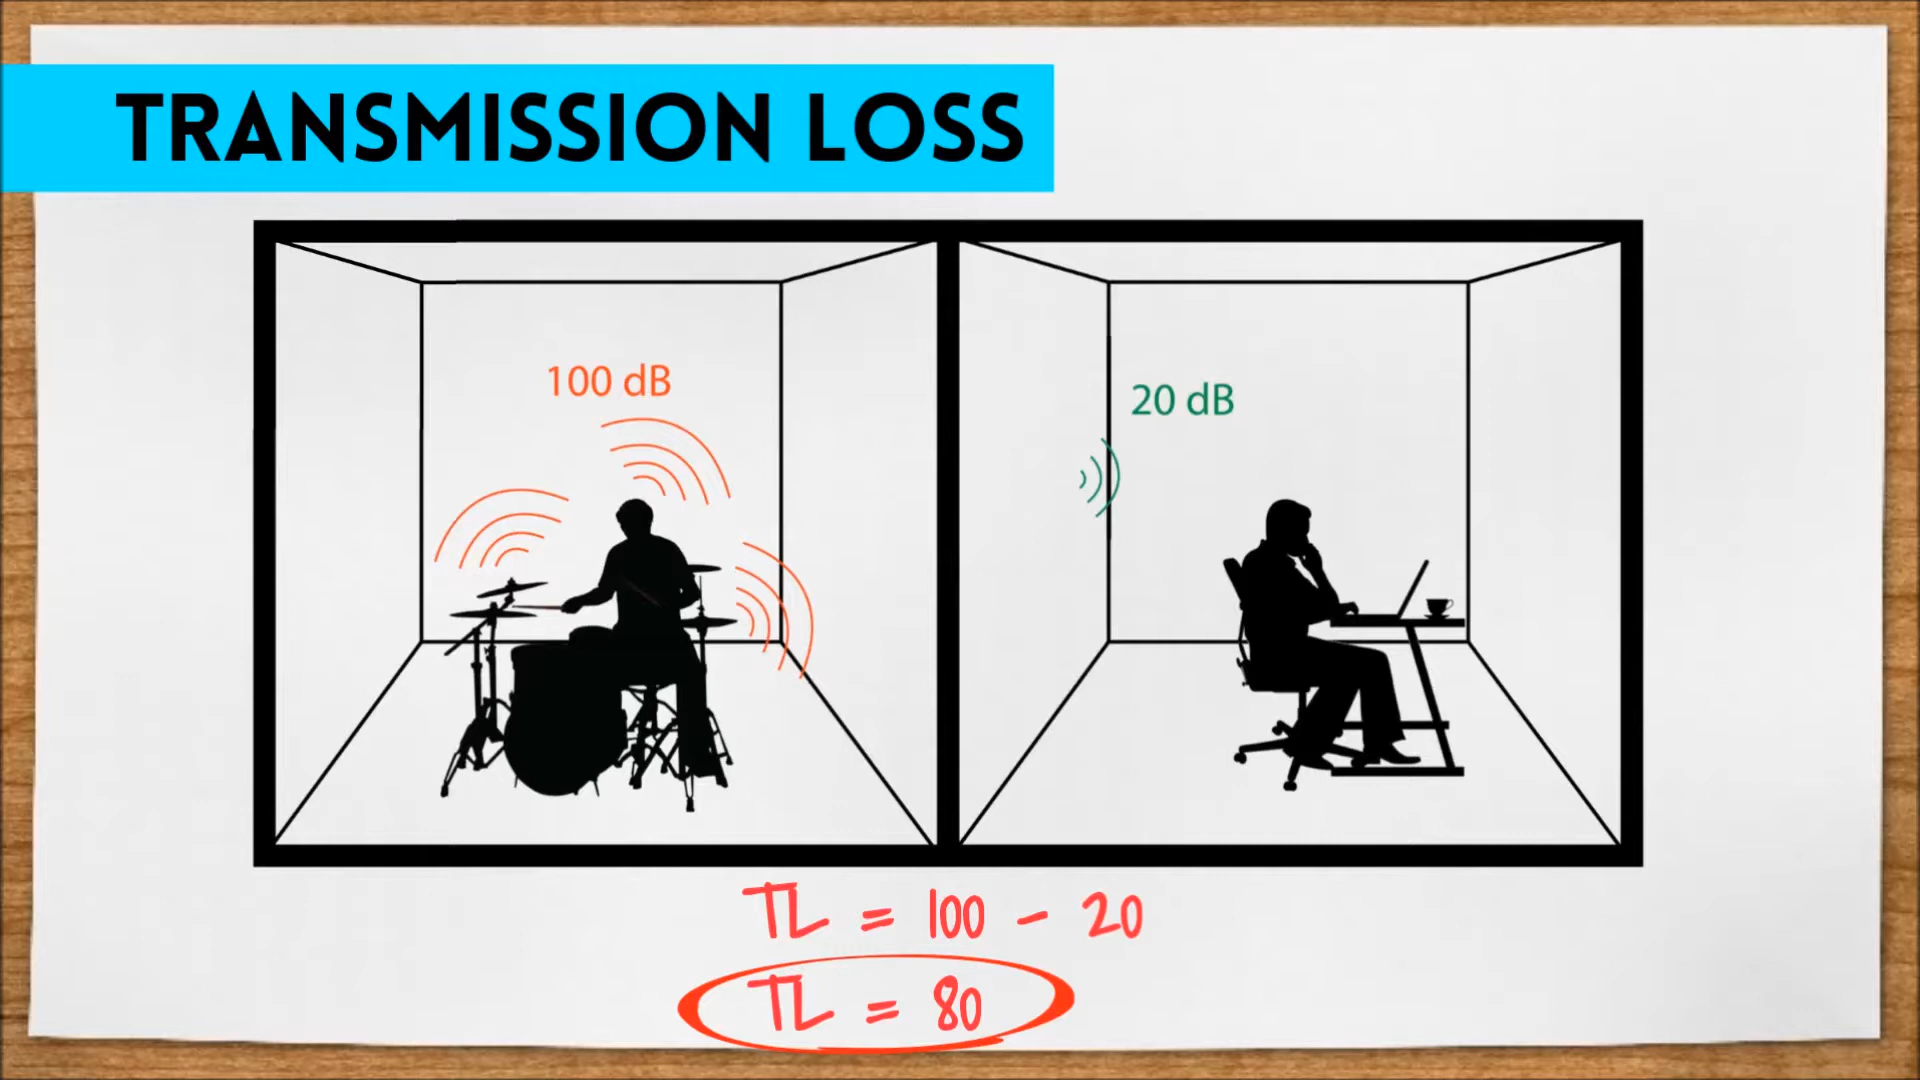 TRANSMISSION LOSS
100 dB
20 dB
TL = 100 - 20
TL = 80